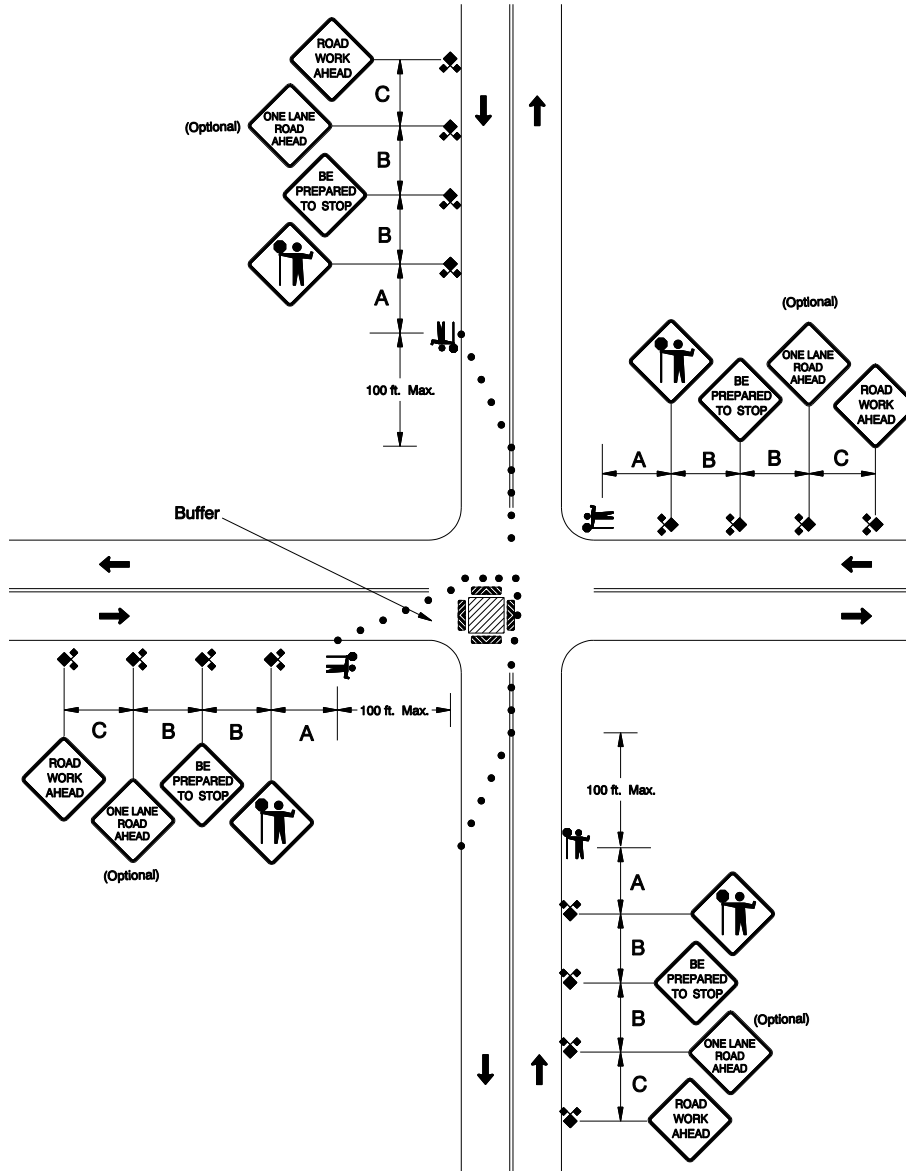 ROAD
WORK
AHEAD
C
(Optional)
ONE LANE
ROAD
AHEAD
B
BE
PREPARED
TO STOP
B
A
100 ft. Max.
(Optional)
ONE LANE
ROAD
AHEAD
BE
PREPARED
TO STOP
ROAD
WORK
AHEAD
A
B
B
C
Buffer
100 ft. Max.
C
B
B
A
ROAD
WORK
AHEAD
ONE LANE
ROAD
AHEAD
(Optional)
BE
PREPARED
TO STOP
100 ft. Max.
A
B
BE
PREPARED
TO STOP
B
(Optional)
ONE LANE
ROAD
AHEAD
C
ROAD
WORK
AHEAD